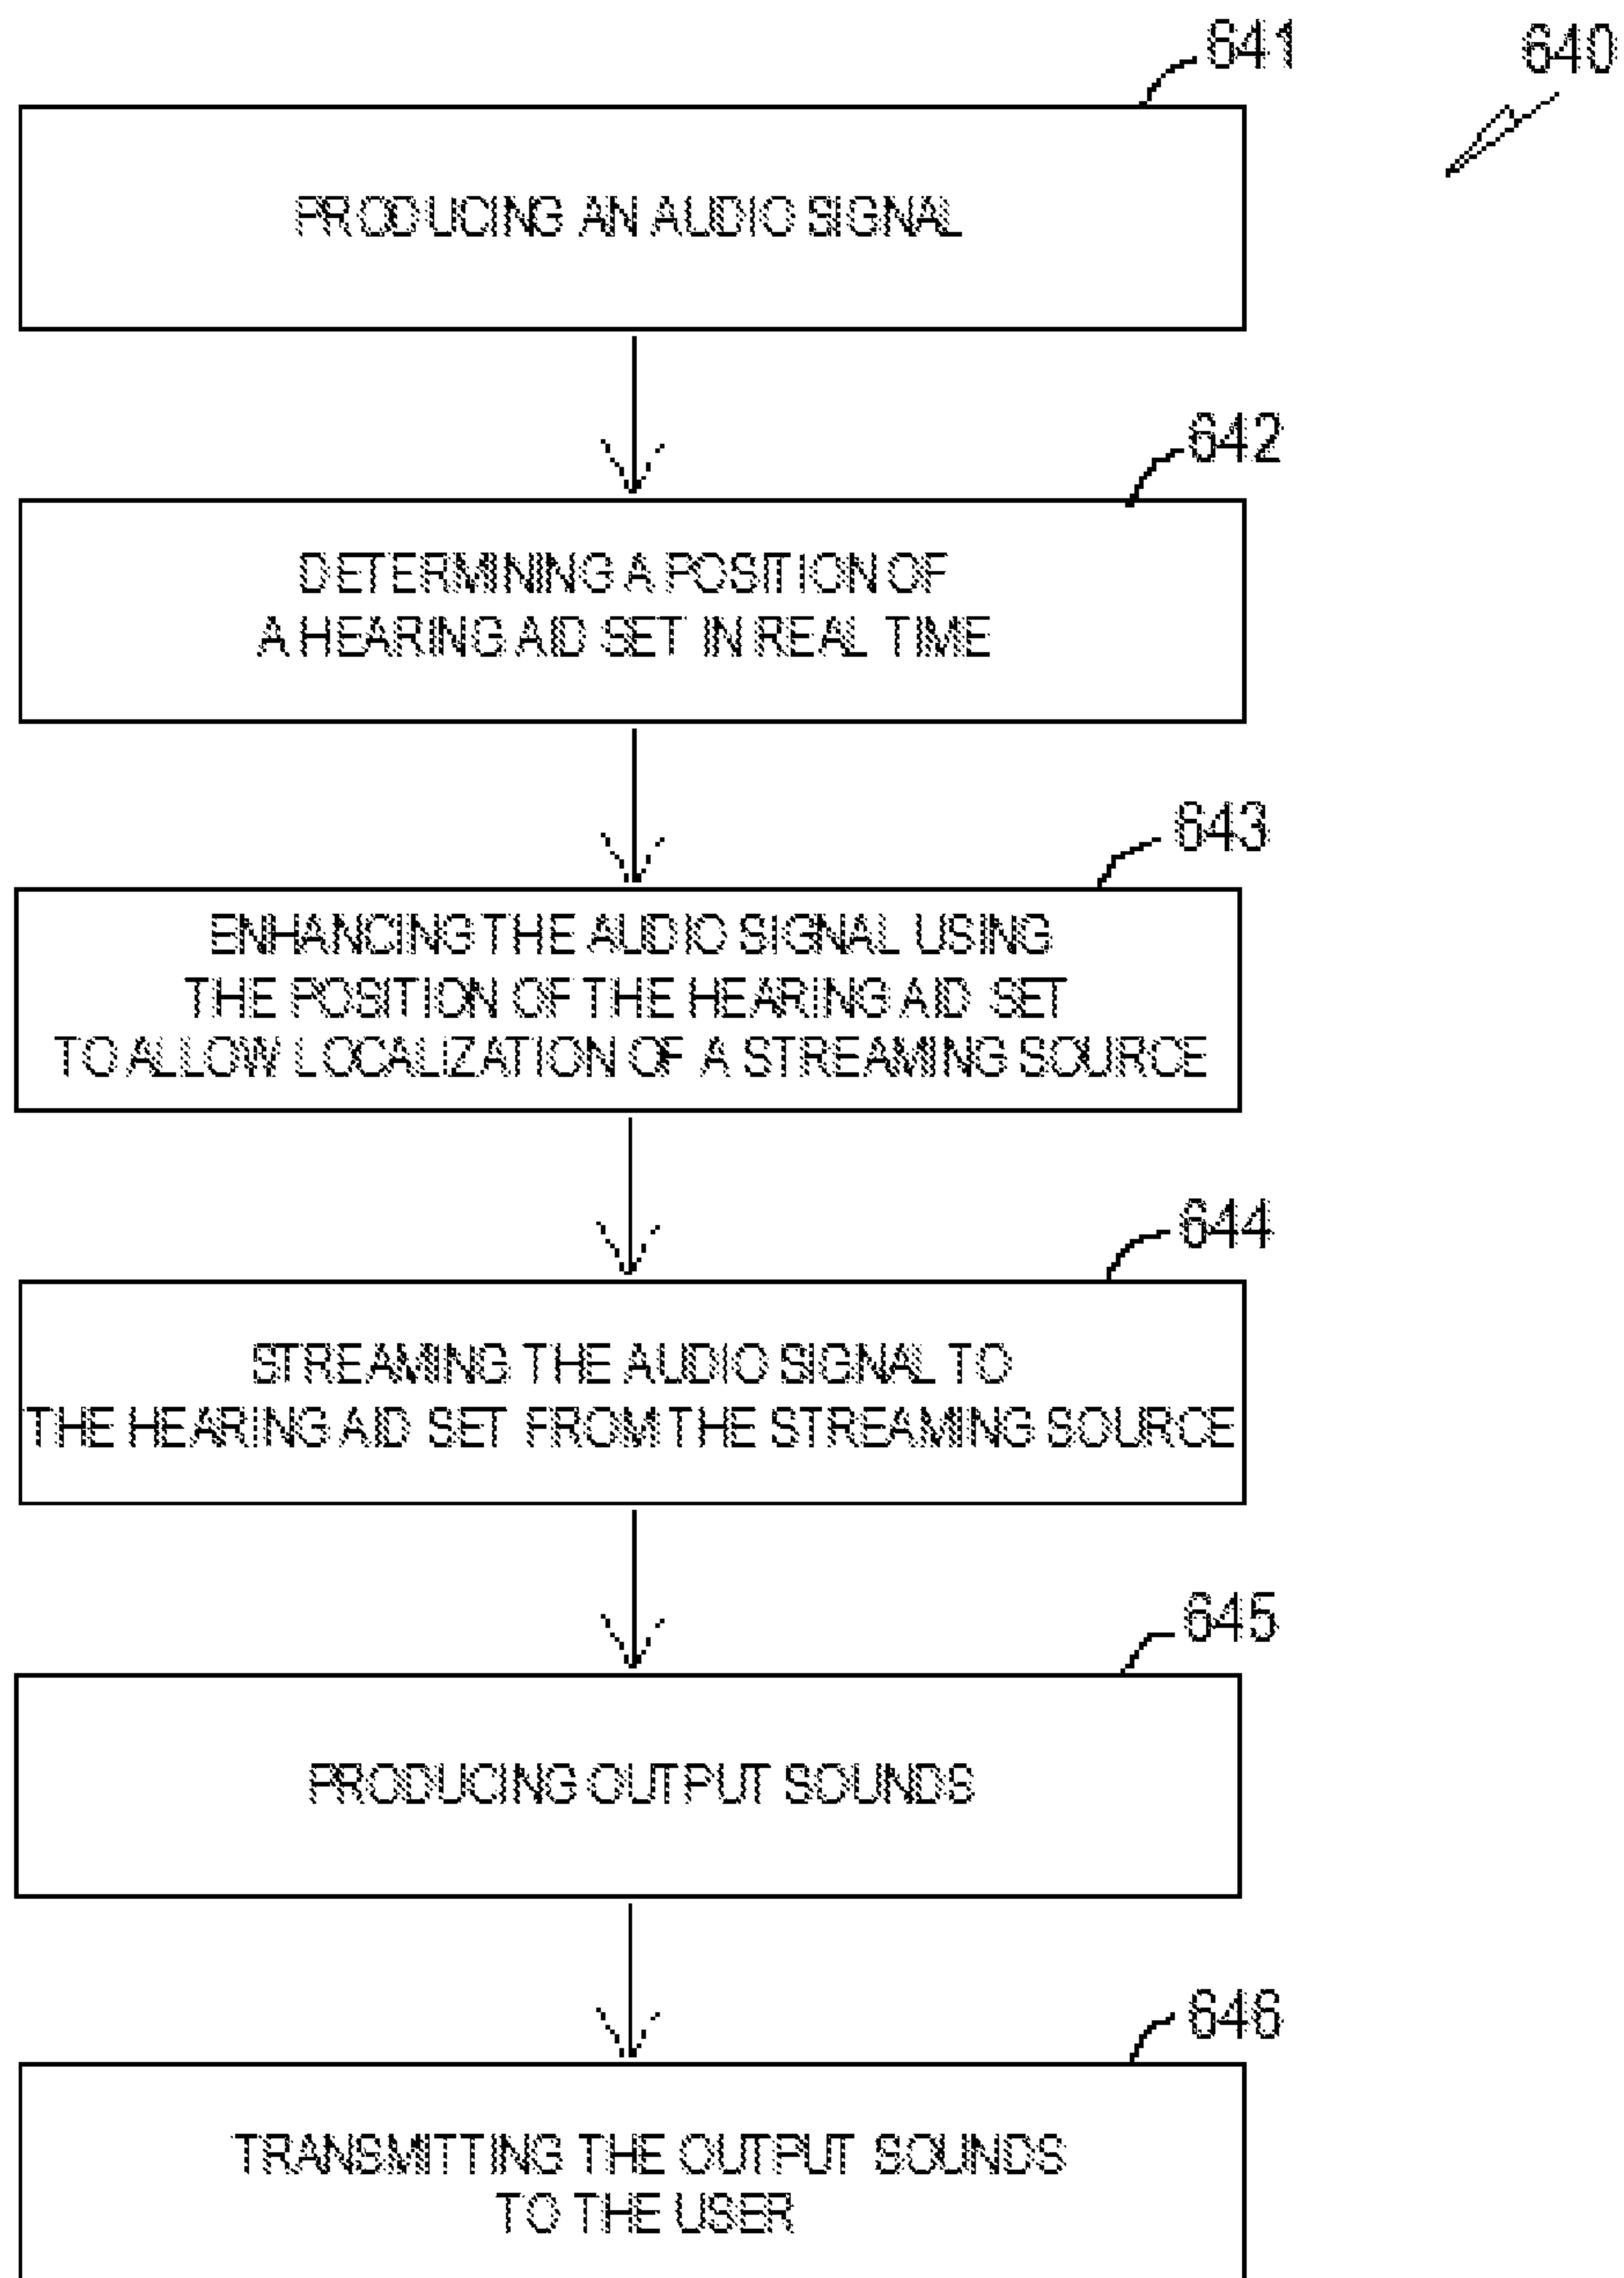 641
640
PRODUCING AN AUDIO SIGNAL
642
DETERMINING A POSITION OF
A HEARING AID SET IN REAL TIME
643
ENHANCING THE AUDIO SIGNAL USING
THE POSITION OF THE HEARING AID SET
TO ALLOW LOCALIZATION OF A STREAMING SOURCE
644
STREAMING THE AUDIO SIGNAL TO
THE HEARING AID SET FROM THE STREAMING SOURCE
645
PRODUCING OUTPUT SOUNDS
646
TRANSMITTING THE OUTPUT SOUNDS
TO THE USER